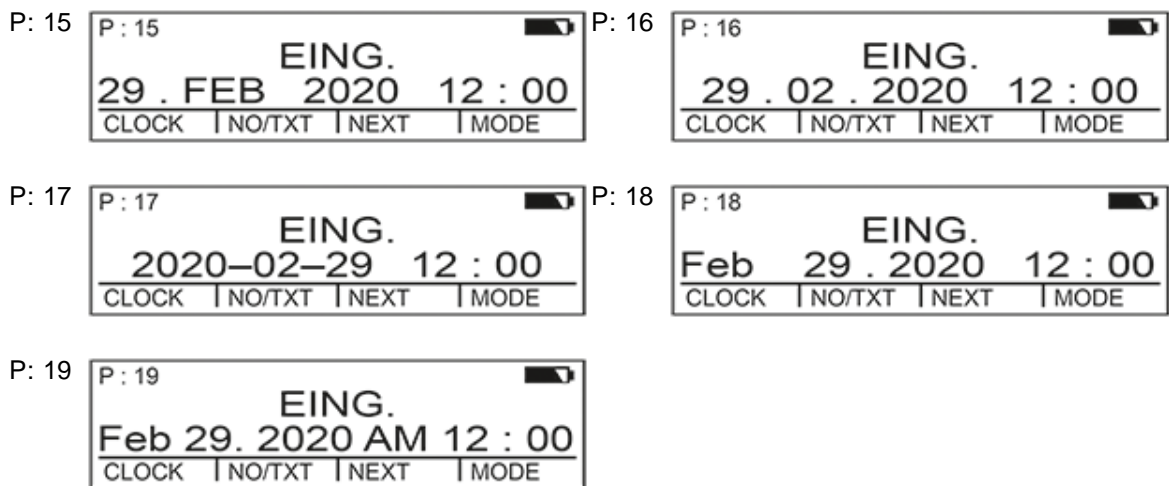 P: 15
P : 15
EING.
29 . FEB 2020 12 : 00
CLOCK NO/TXT NEXT MODE
P: 16
P : 16
EING.
29 . 02 . 2020 12 : 00
CLOCK NO/TXT NEXT MODE
P: 17
P : 17
EING.
2020–02–29 12 : 00
CLOCK NO/TXT NEXT MODE
P: 18
P : 18
EING.
Feb 29 . 2020 12 : 00
CLOCK NO/TXT NEXT MODE
P: 19
P : 19
EING.
Feb 29. 2020 AM 12 : 00
CLOCK NO/TXT NEXT MODE